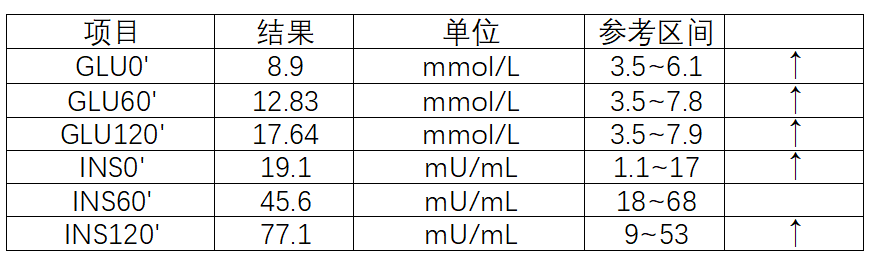 项目 结果 单位 参考区间
GLU0' 8.9 mmol/L 3.5~6.1 ↑
GLU60' 12.83 mmol/L 3.5~7.8 ↑
GLU120' 17.64 mmol/L 3.5~7.9 ↑
INS0' 19.1 mU/mL 1.1~17 ↑
INS60' 45.6 mU/mL 18~68
INS120' 77.1 mU/mL 9~53 ↑